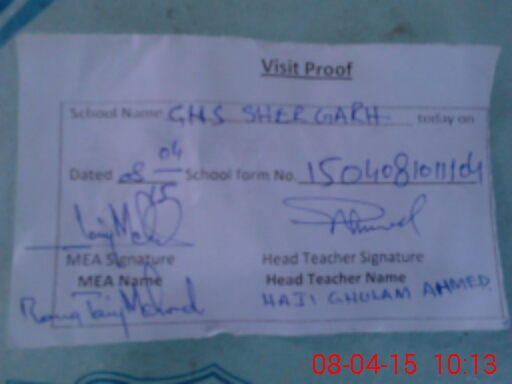 Visit Proof
School Name GHS SHERGARH today on
Dated 08 04 15 School form No. 150408101104
MEA Signature Head Teacher Signature
MEA Name Head Teacher Name
HAJI GHULAM AHMED.
08-04-15 10:13